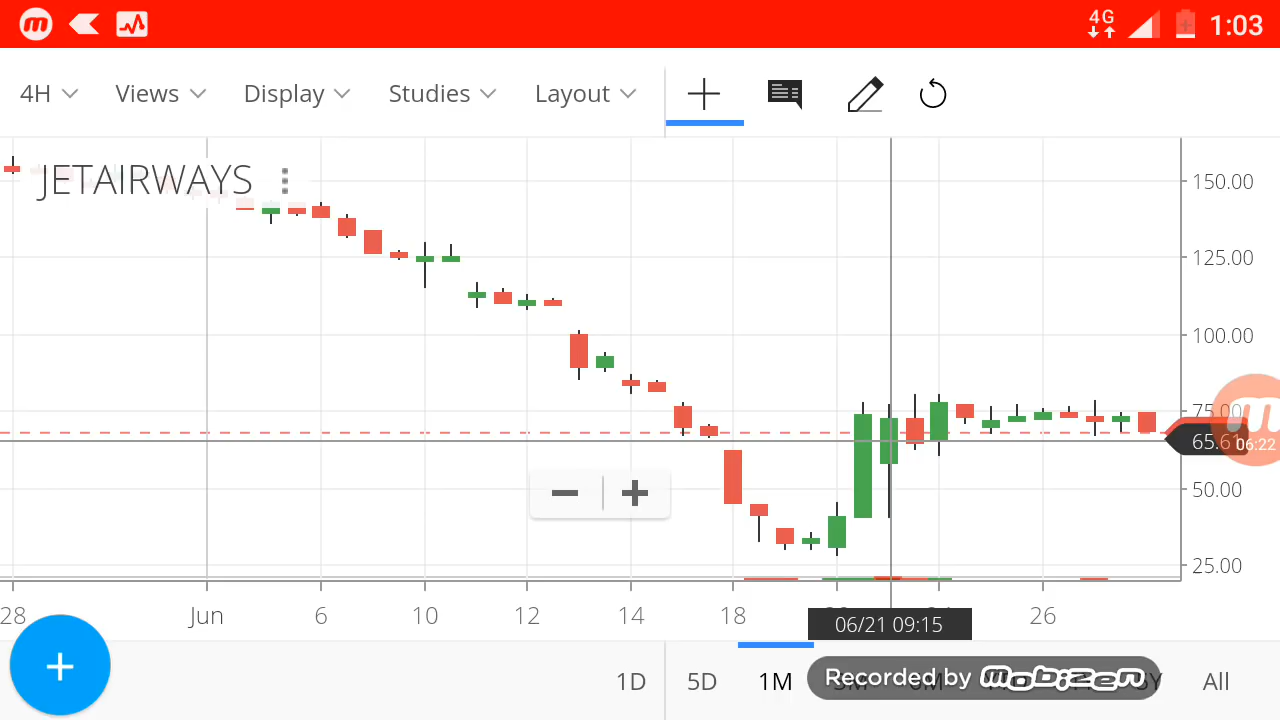 4G
1:03
4H Views Display Studies Layout
JETAIRWAYS
150.00
125.00
100.00
75.00
06:22
50.00
25.00
28 Jun 6 10 12 14 18 26
06/21 09:15
1D 5D 1M All
Recorded by mobizen